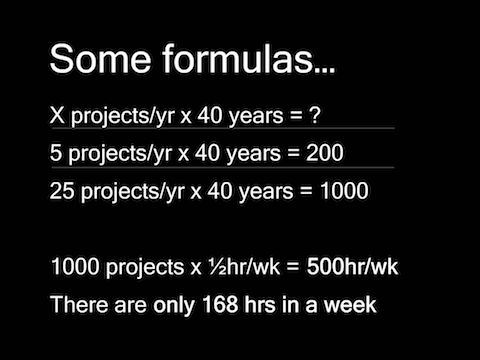 Some formulas...
X projects/yr x 40 years = ?
5 projects/yr x 40 years = 200
25 projects/yr x 40 years = 1000
1000 projects x ½hr/wk = 500hr/wk
There are only 168 hrs in a week